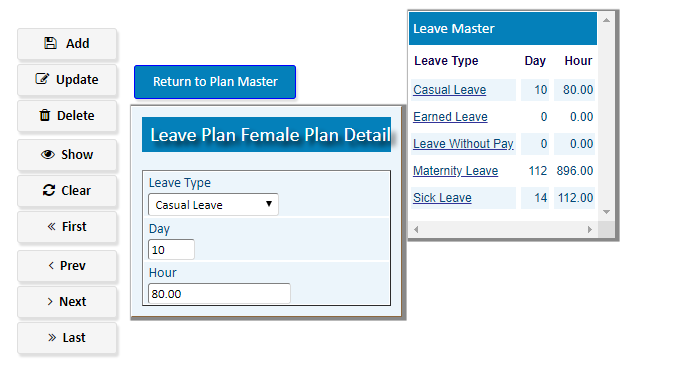 Add
Update
Delete
Show
Clear
First
Prev
Next
Last
Return to Plan Master
Leave Plan Female Plan Detail
Leave Type
Casual Leave
Day
10
Hour
80.00
Leave Master
Leave Type Day Hour
Casual Leave 10 80.00
Earned Leave 0 0.00
Leave Without Pay 0 0.00
Maternity Leave 112 896.00
Sick Leave 14 112.00